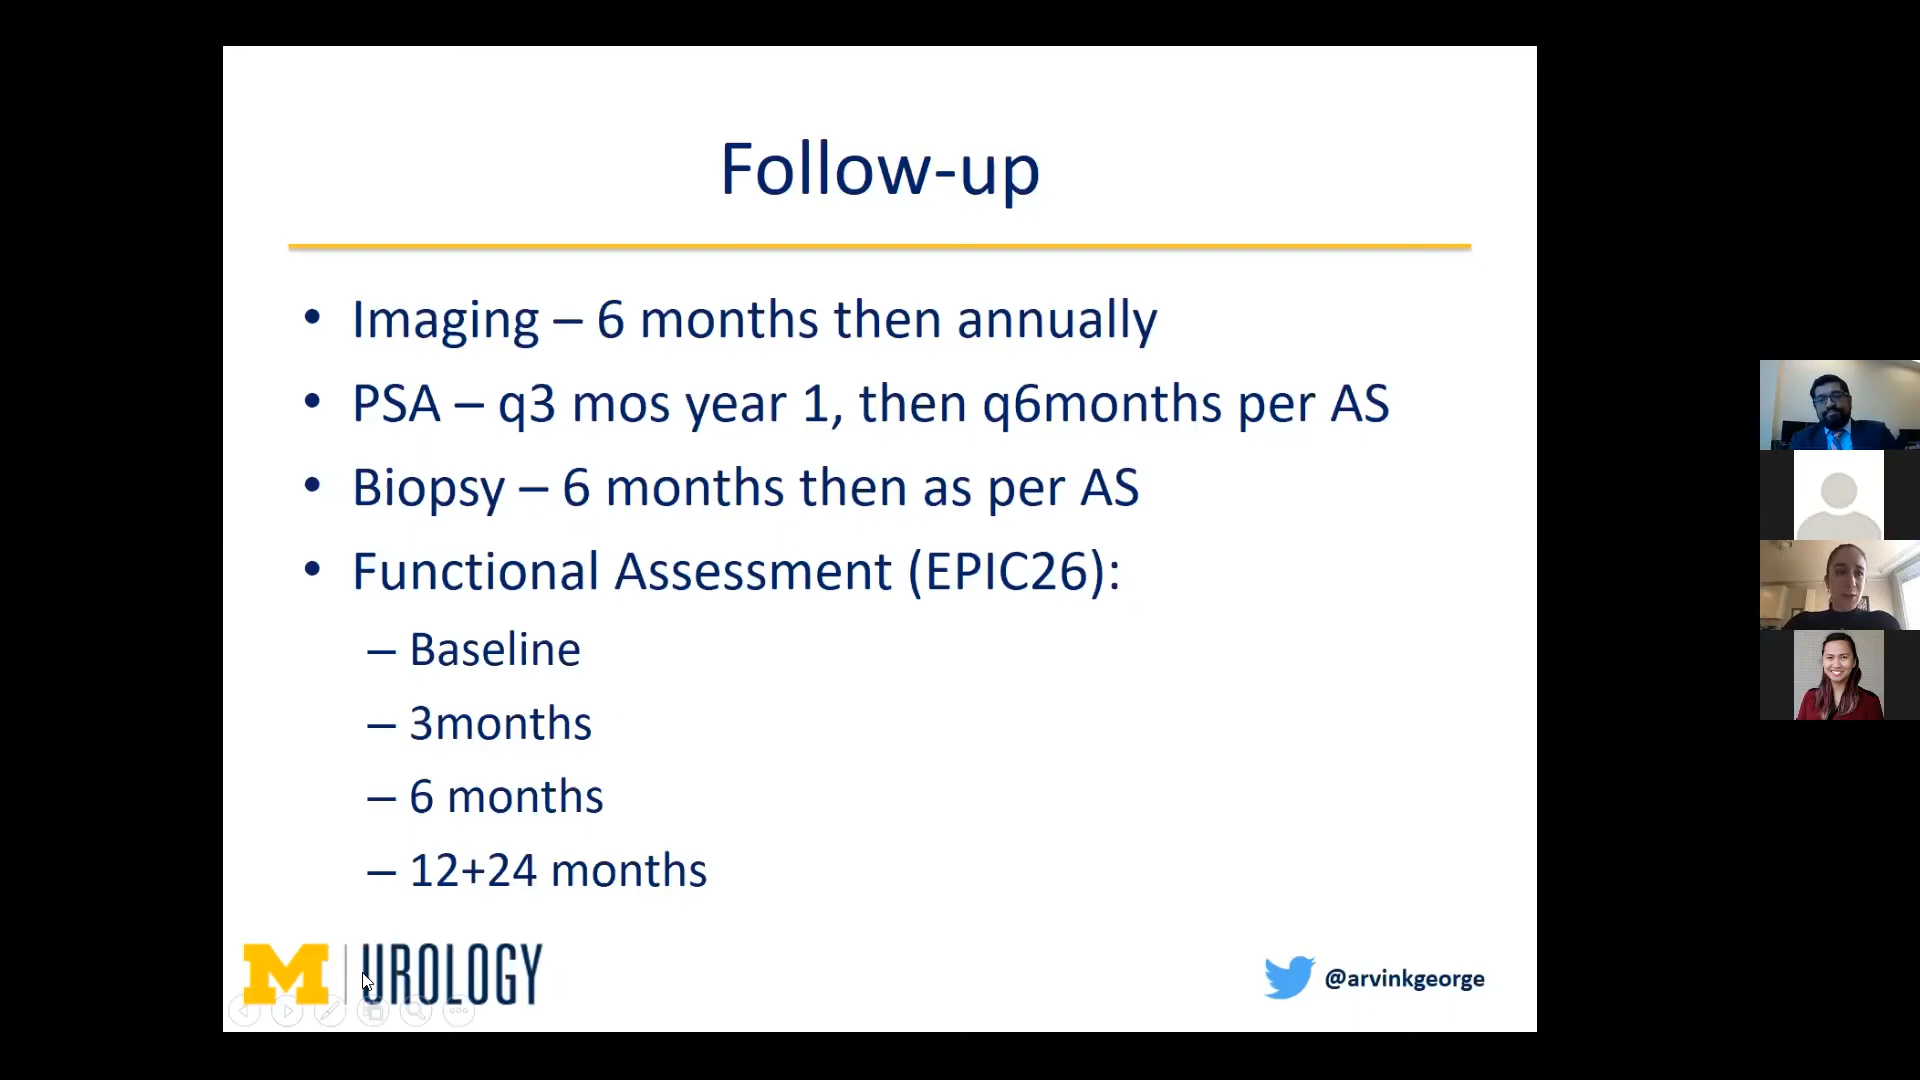 Follow-up
• Imaging – 6 months then annually
• PSA – q3 mos year 1, then q6months per AS
• Biopsy – 6 months then as per AS
• Functional Assessment (EPIC26):
– Baseline
– 3months
– 6 months
– 12+24 months
M UROLOGY
@arvinkgeorge